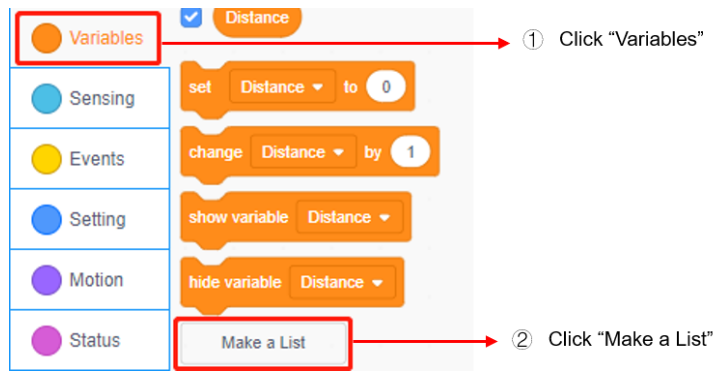 Variables
Sensing
Events
Setting
Motion
Status
Distance
set Distance to 0
change Distance by 1
show variable Distance
hide variable Distance
Make a List
① Click “Variables”
② Click “Make a List”